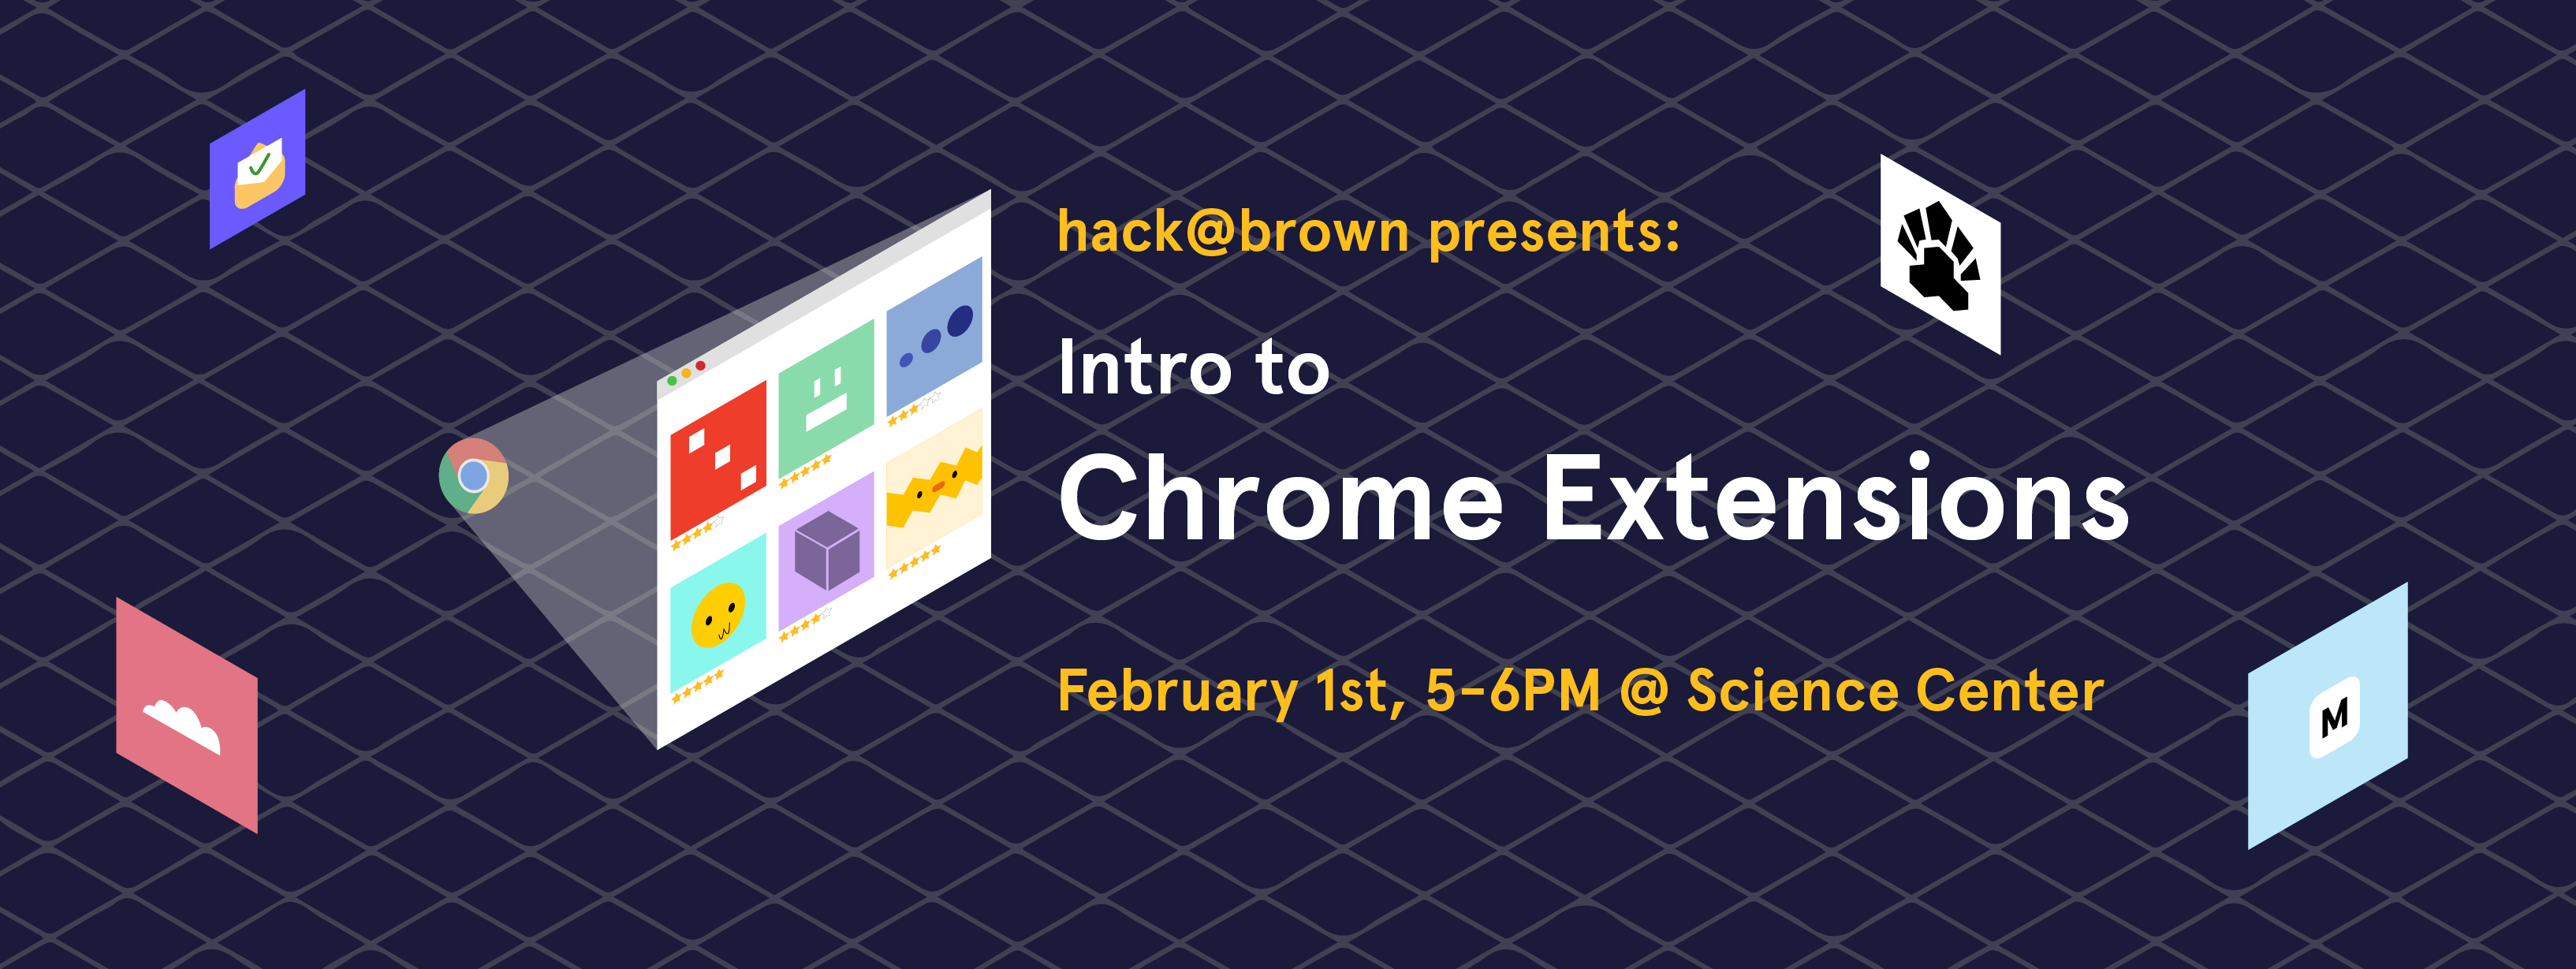 hack@brown presents:
Intro to
Chrome Extensions
February 1st, 5-6PM @ Science Center
M